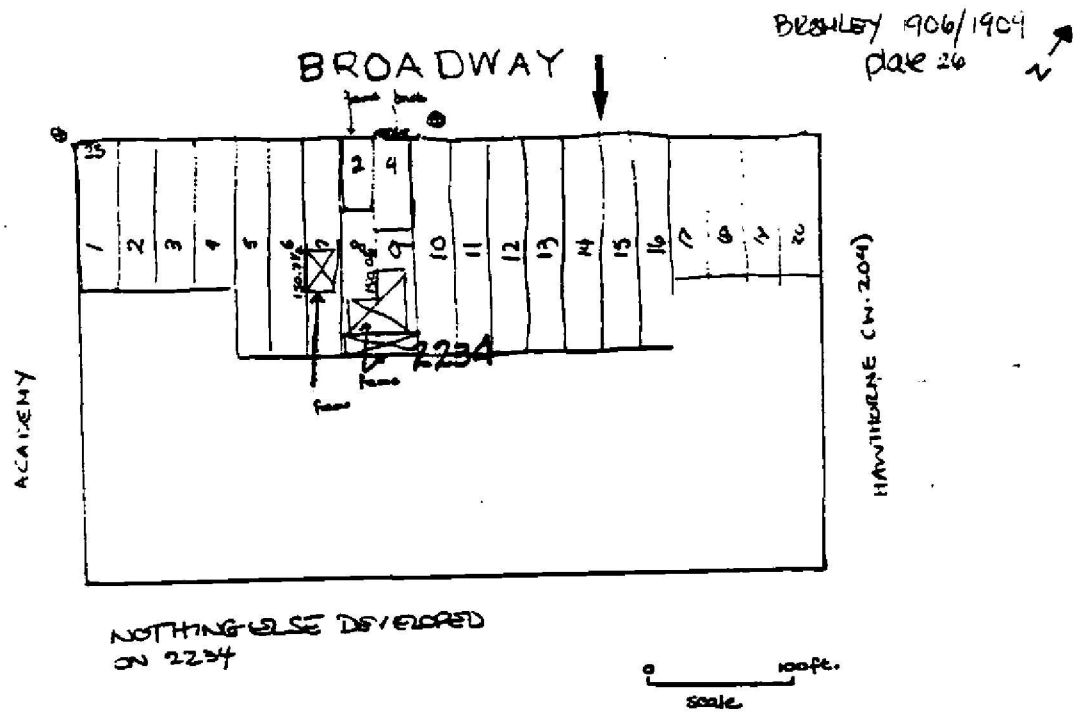 BROMLEY 1906/1909
plate 26
N
BROADWAY
frame
25
2 4
1 2 3 4 5 6 7 8 9 10 11 12 13 14 15 16 17 18 19 20
2234
frame
frame
ACADEMY
HAWTHORNE (W. 204)
NOTHING ELSE DEVELOPED
ON 2234
0 100ft.
scale